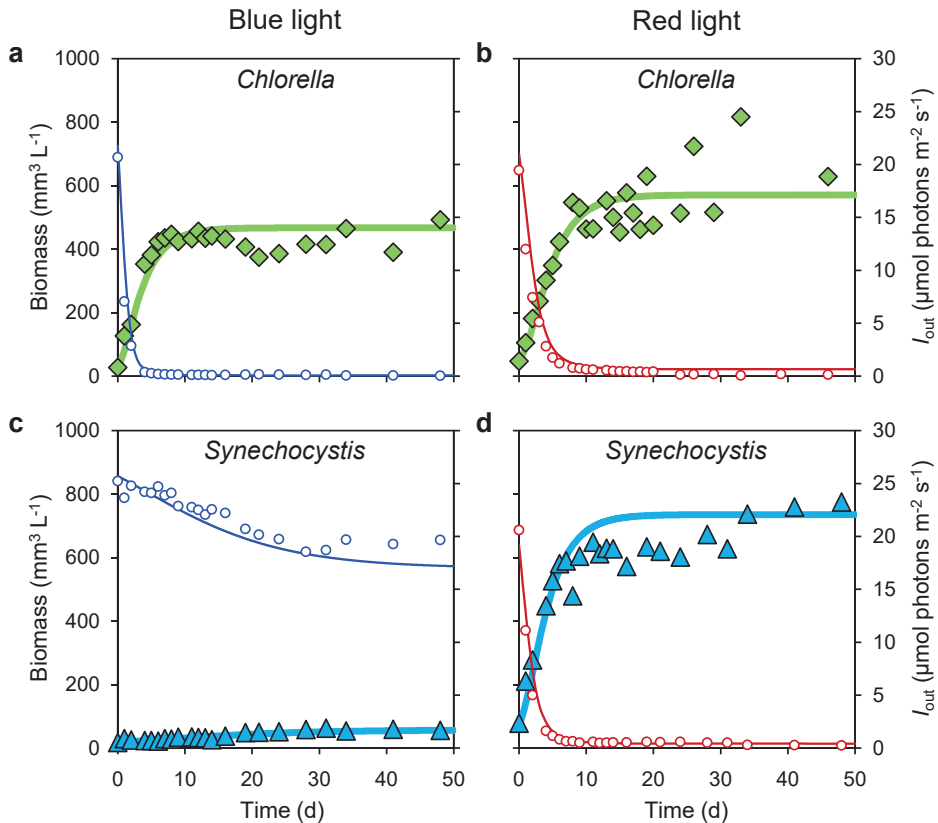 Blue light
Red light
a
b
Chlorella
Chlorella
1000
800
600
400
200
0
Biomass (mm³ L⁻¹)
30
25
20
15
10
5
0
I_out (µmol photons m⁻² s⁻¹)
c
d
Synechocystis
Synechocystis
1000
800
600
400
200
0
Biomass (mm³ L⁻¹)
30
25
20
15
10
5
0
I_out (µmol photons m⁻² s⁻¹)
0 10 20 30 40 50
0 10 20 30 40 50
Time (d)
Time (d)